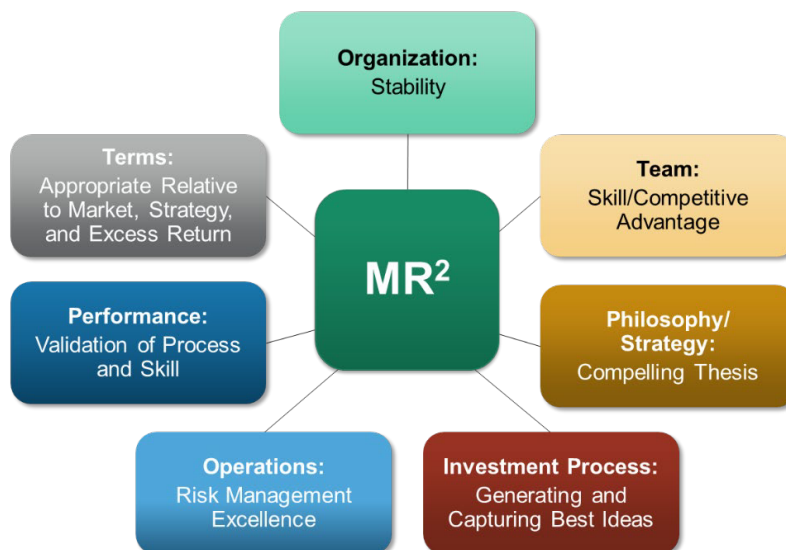 Organization:
Stability
Team:
Skill/Competitive
Advantage
Philosophy/
Strategy:
Compelling Thesis
Investment Process:
Generating and
Capturing Best Ideas
Operations:
Risk Management
Excellence
Performance:
Validation of Process
and Skill
Terms:
Appropriate Relative
to Market, Strategy,
and Excess Return
MR²